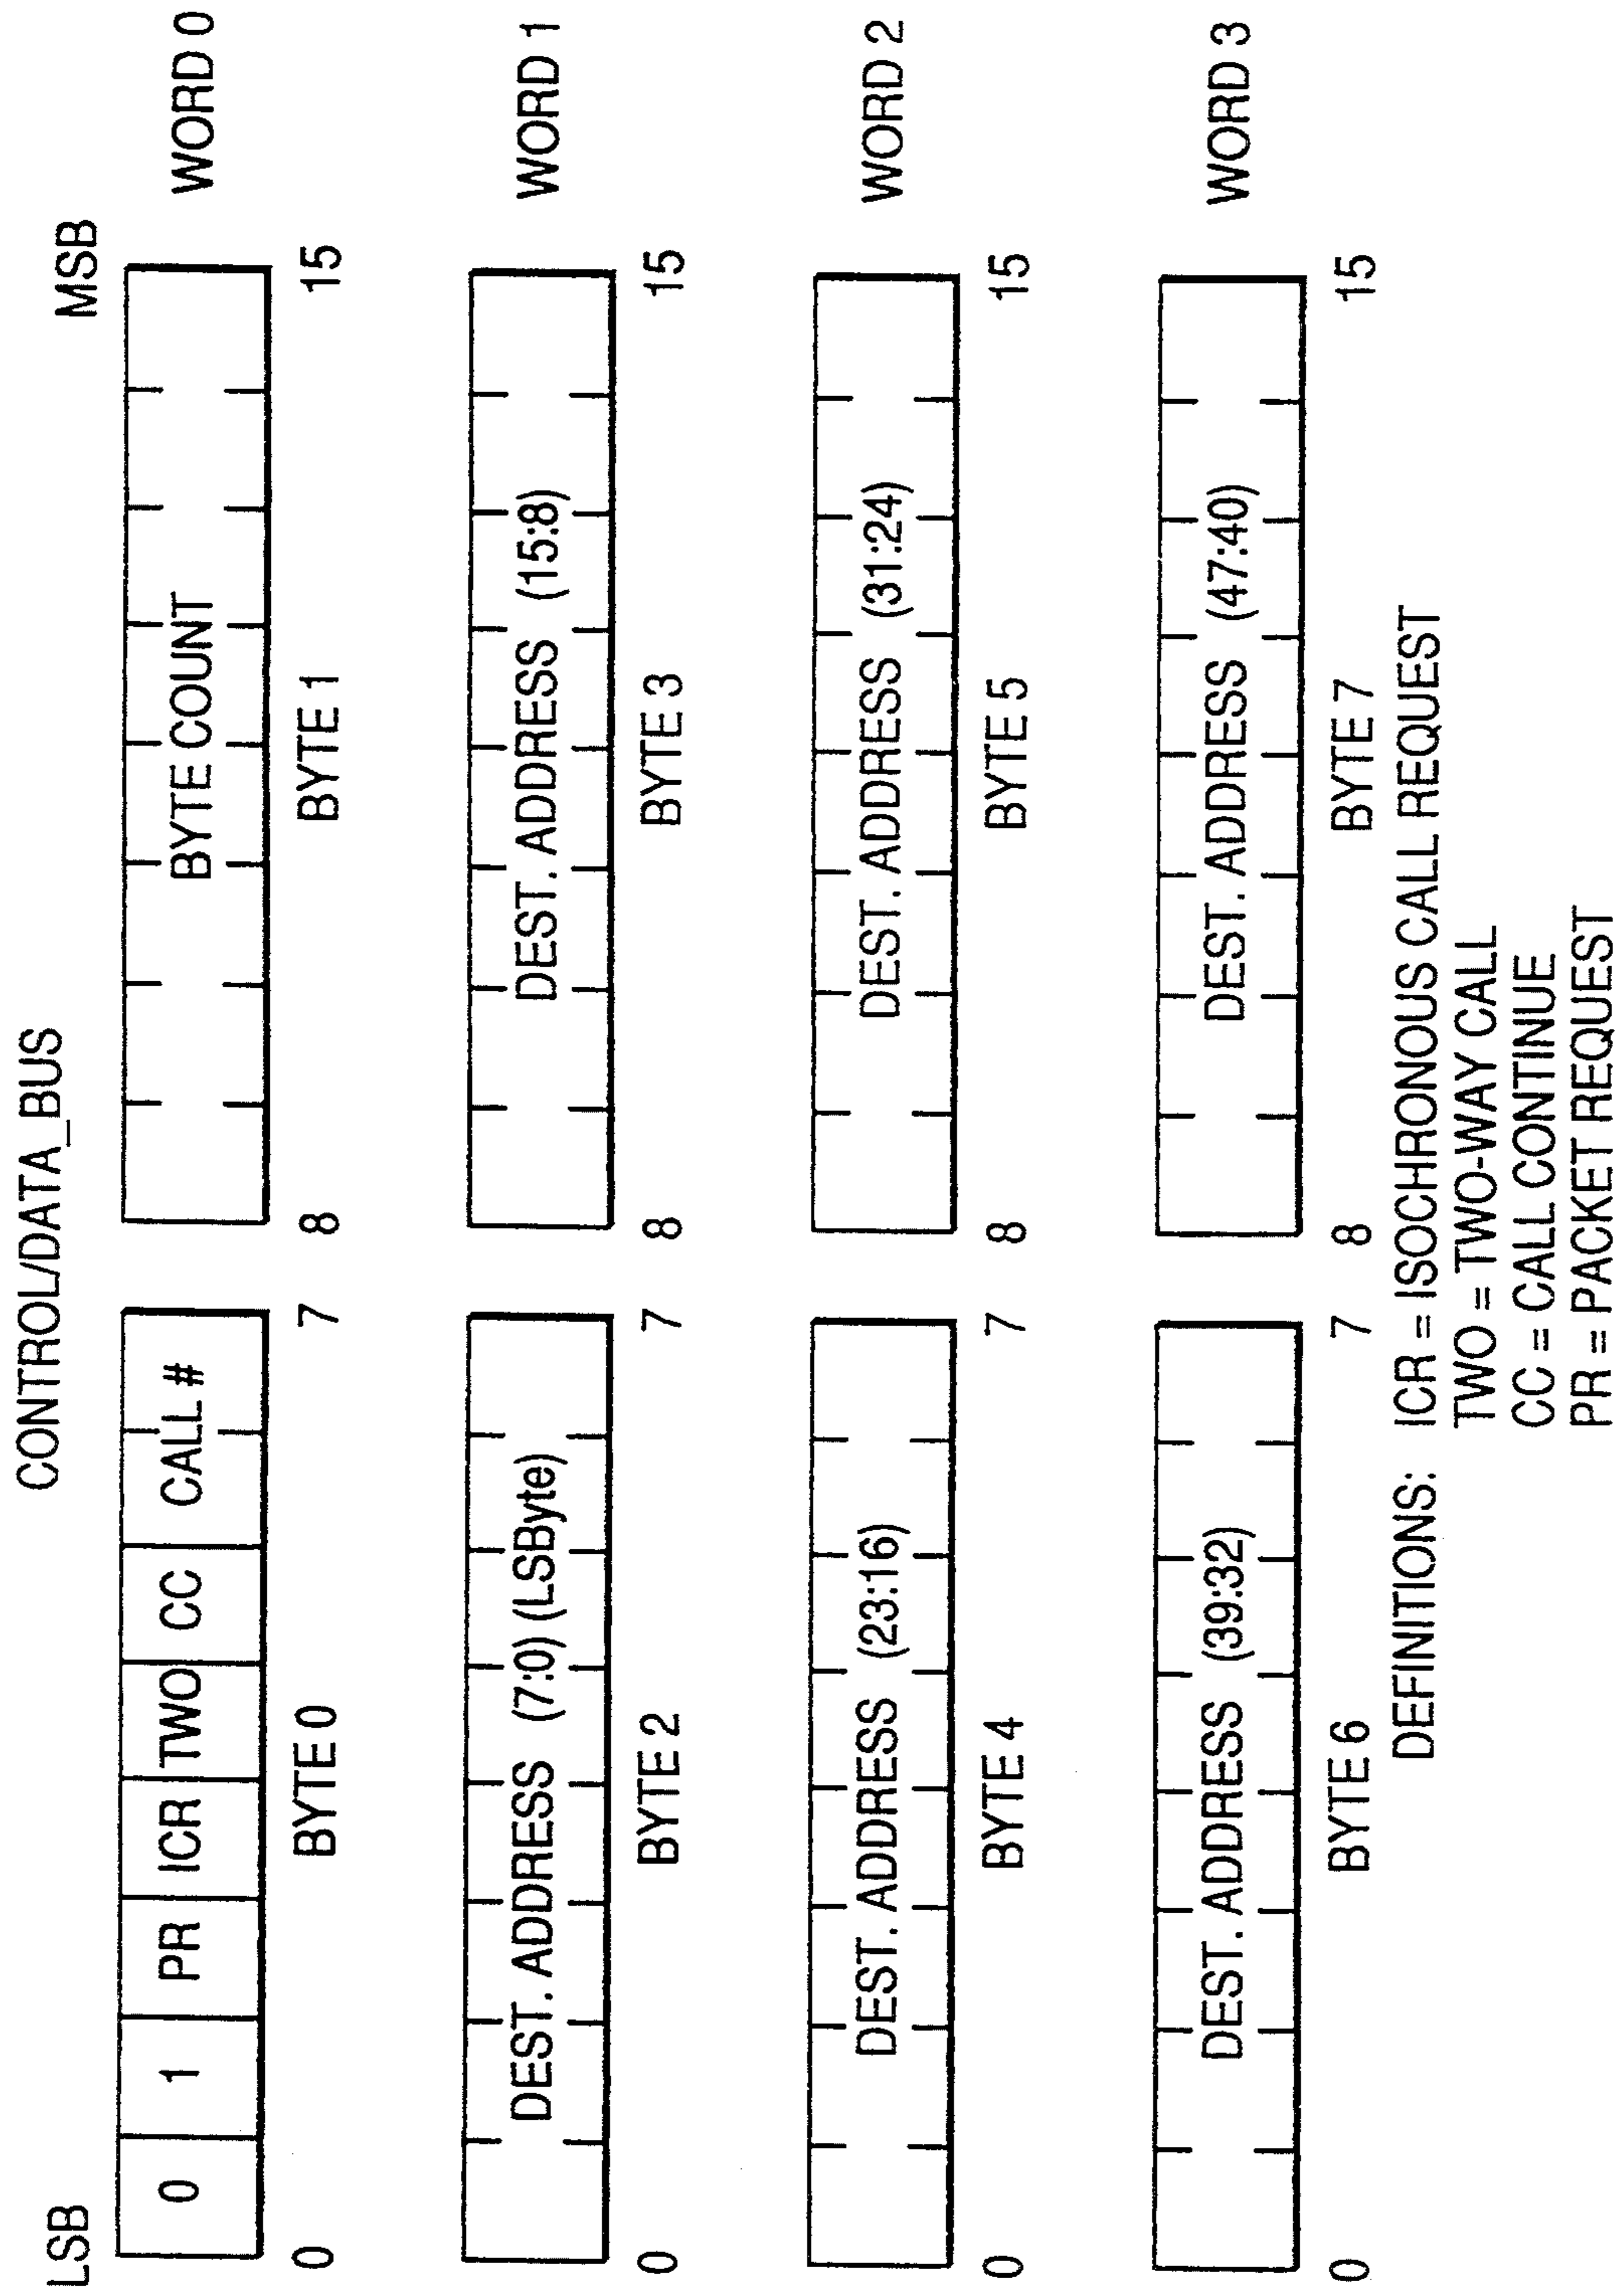 CONTROL/DATA_BUS
LSB MSB
0 1 PR ICR TWO CC CALL # BYTE COUNT WORD 0
0 BYTE 0 7 8 BYTE 1 15
DEST. ADDRESS (7:0) (LSByte) DEST. ADDRESS (15:8) WORD 1
0 BYTE 2 7 8 BYTE 3 15
DEST. ADDRESS (23:16) DEST. ADDRESS (31:24) WORD 2
0 BYTE 4 7 8 BYTE 5 15
DEST. ADDRESS (39:32) DEST. ADDRESS (47:40) WORD 3
0 BYTE 6 7 8 BYTE 7 15
DEFINITIONS: ICR = ISOCHRONOUS CALL REQUEST
TWO = TWO-WAY CALL
CC = CALL CONTINUE
PR = PACKET REQUEST